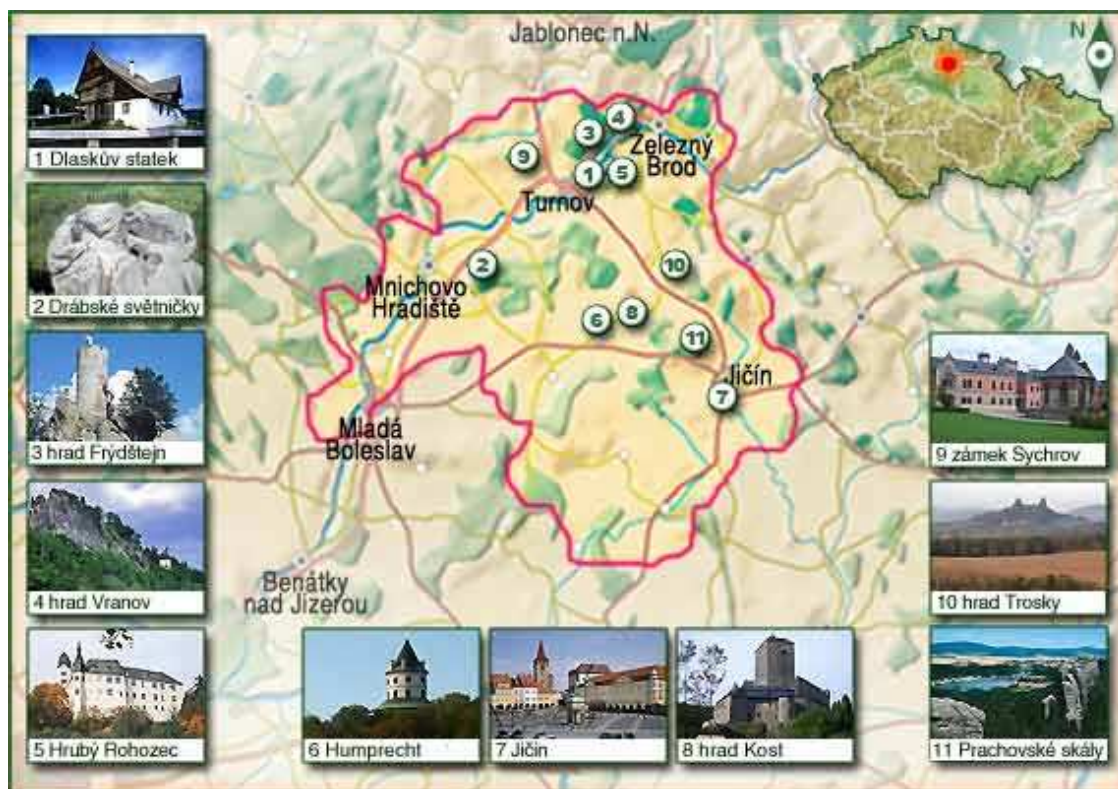 Jablonec n.N.
N
1 Dlaskův statek
2 Drábské světničky
3 hrad Frýdštejn
4 hrad Vranov
5 Hrubý Rohozec
4
3
Železný
Brod
9
1
5
Turnov
2
10
Mnichovo
Hradiště
6
8
11
Jičín
7
Mladá
Boleslav
Benátky
nad Jizerou
6 Humprecht
7 Jičin
8 hrad Kost
9 zámek Sychrov
10 hrad Trosky
11 Prachovské skály